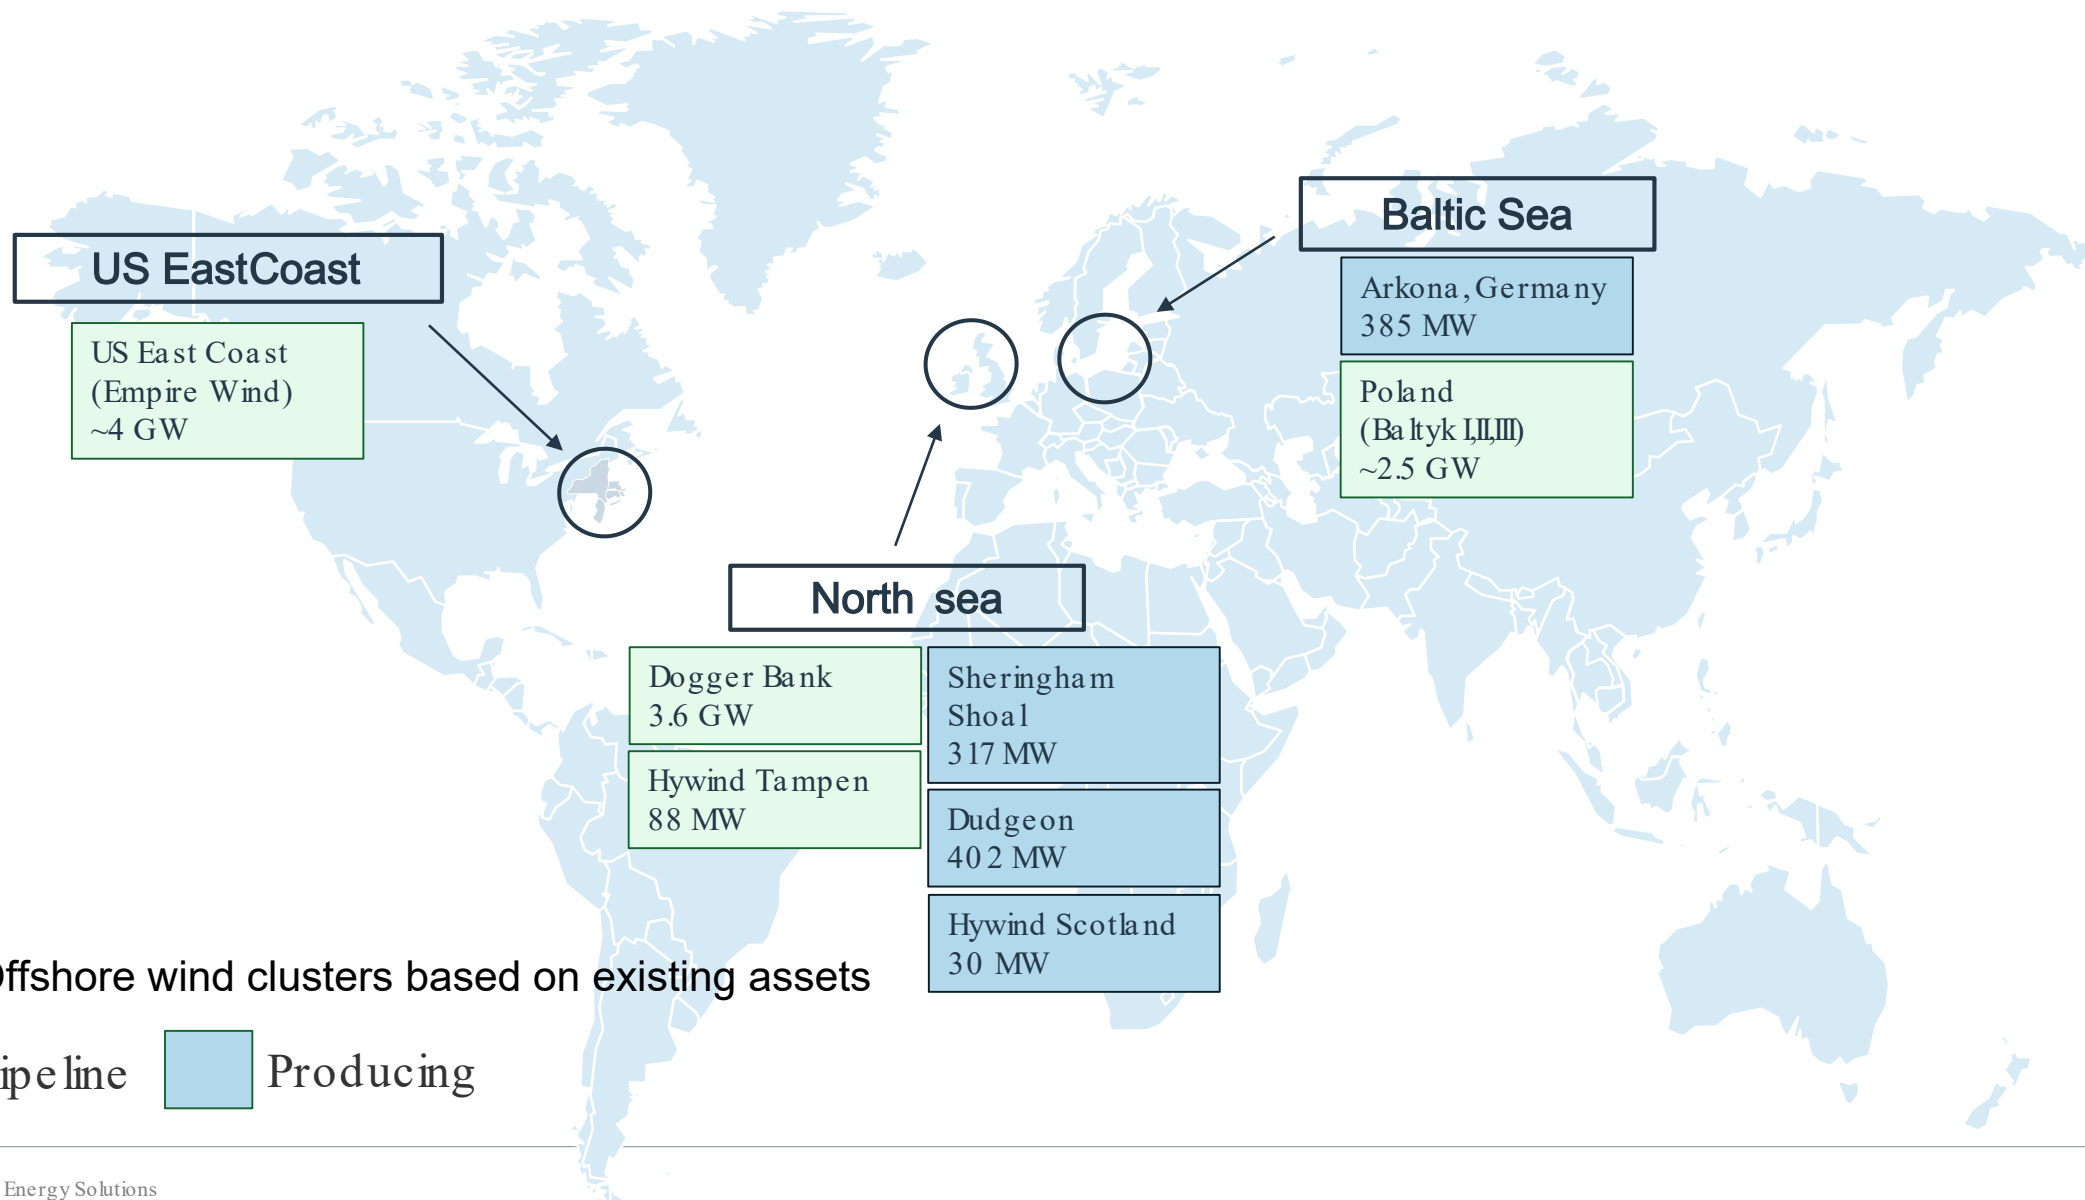 Baltic Sea
US EastCoast
Arkona, Germany
385 MW
US East Coast
(Empire Wind)
~4 GW
Poland
(Baltyk I,II,III)
~2.5 GW
North sea
Dogger Bank
3.6 GW
Hywind Tampen
88 MW
Sheringham
Shoal
317 MW
Dudgeon
402 MW
Hywind Scotland
30 MW
Offshore wind clusters based on existing assets
ipeline
Producing
Energy Solutions